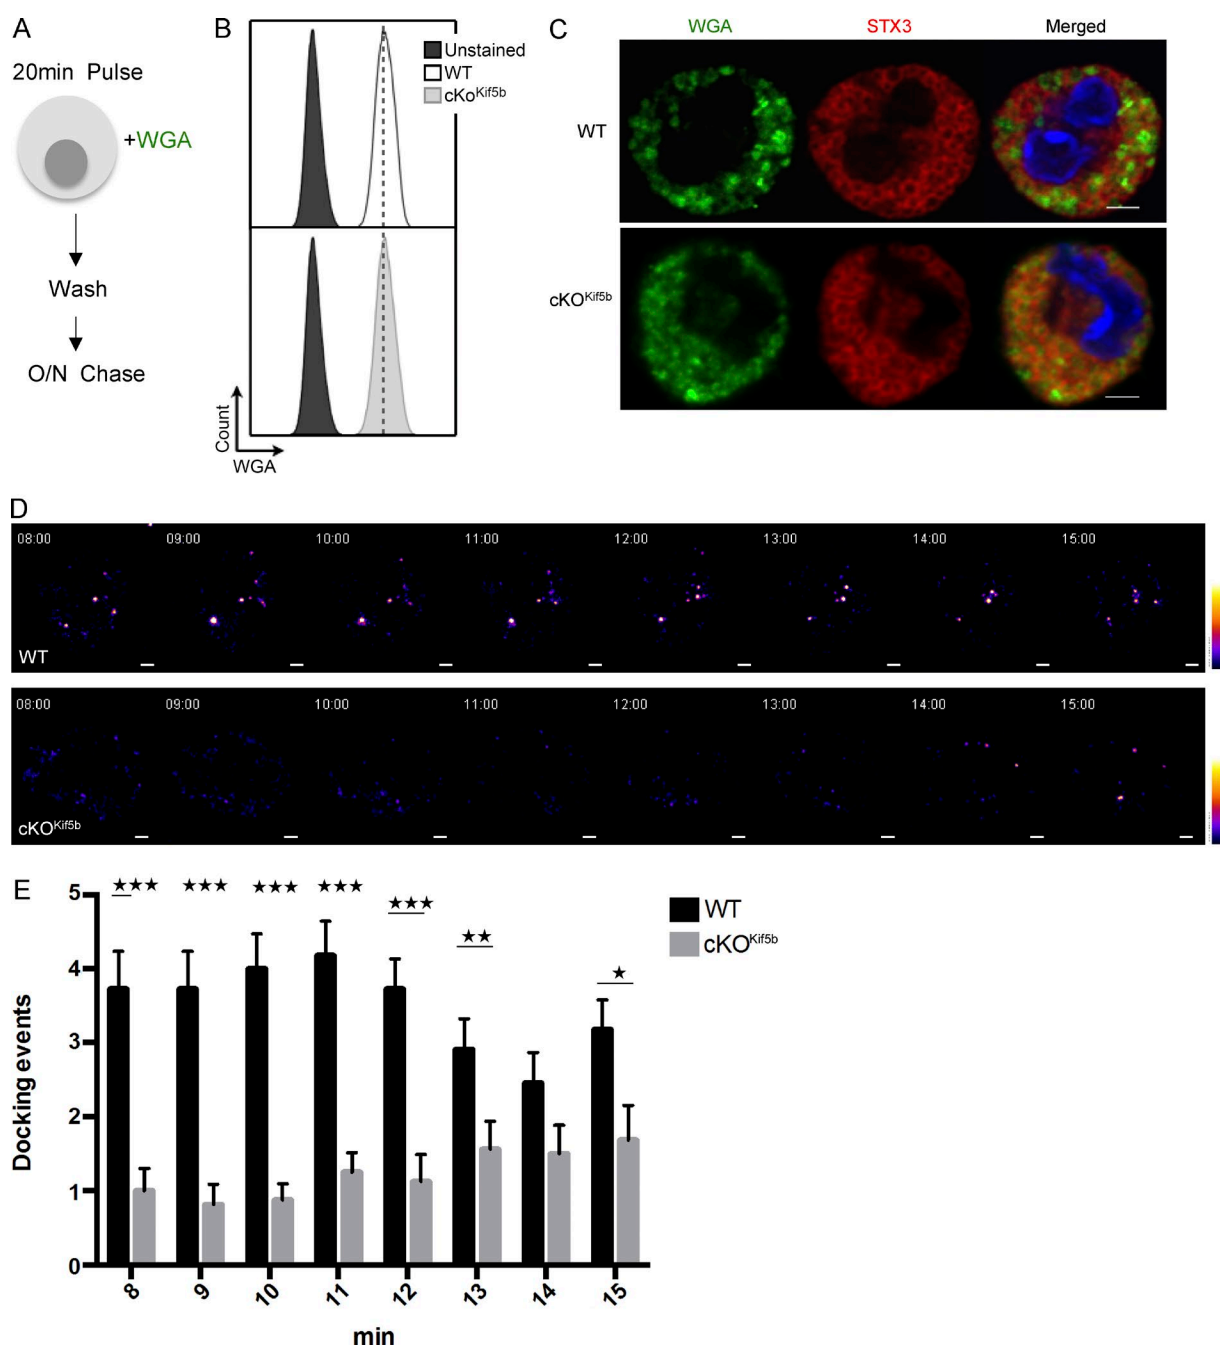 A
20min Pulse
+WGA
Wash
O/N Chase
B
Unstained
WT
cKo^Kif5b
Count
WGA
C
WGA STX3 Merged
WT
cKO^Kif5b
D
08:00 09:00 10:00 11:00 12:00 13:00 14:00 15:00
WT
08:00 09:00 10:00 11:00 12:00 13:00 14:00 15:00
cKO^Kif5b
E
★★★ ★★★ ★★★ ★★★ ★★★ ★★ ★
WT
cKO^Kif5b
Docking events
5
4
3
2
1
0
8 9 10 11 12 13 14 15
min